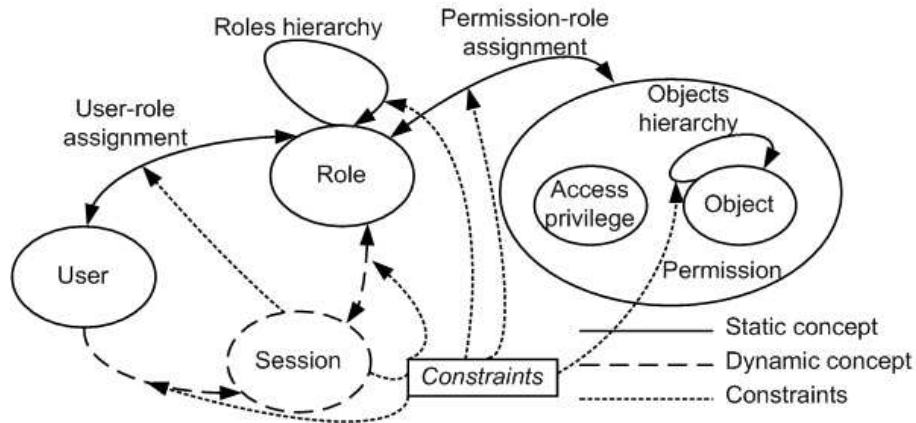 Roles hierarchy
Permission-role
assignment
User-role
assignment
Objects
hierarchy
Role
Access
privilege
Object
User
Permission
Session
Constraints
Static concept
Dynamic concept
Constraints